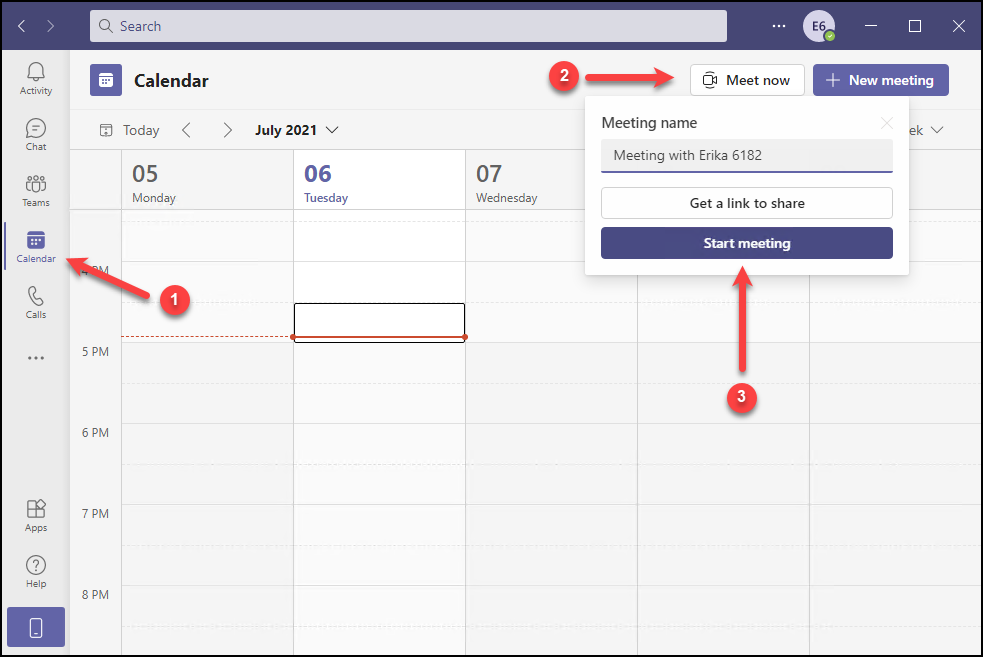 Search
E6
Activity
Chat
Teams
Calendar
Calls
Apps
Help
Calendar
2
Meet now
New meeting
Today
July 2021
ek
Meeting name
Meeting with Erika 6182
Get a link to share
Start meeting
05
Monday
06
Tuesday
07
Wednesday
4 PM
1
5 PM
3
6 PM
7 PM
8 PM